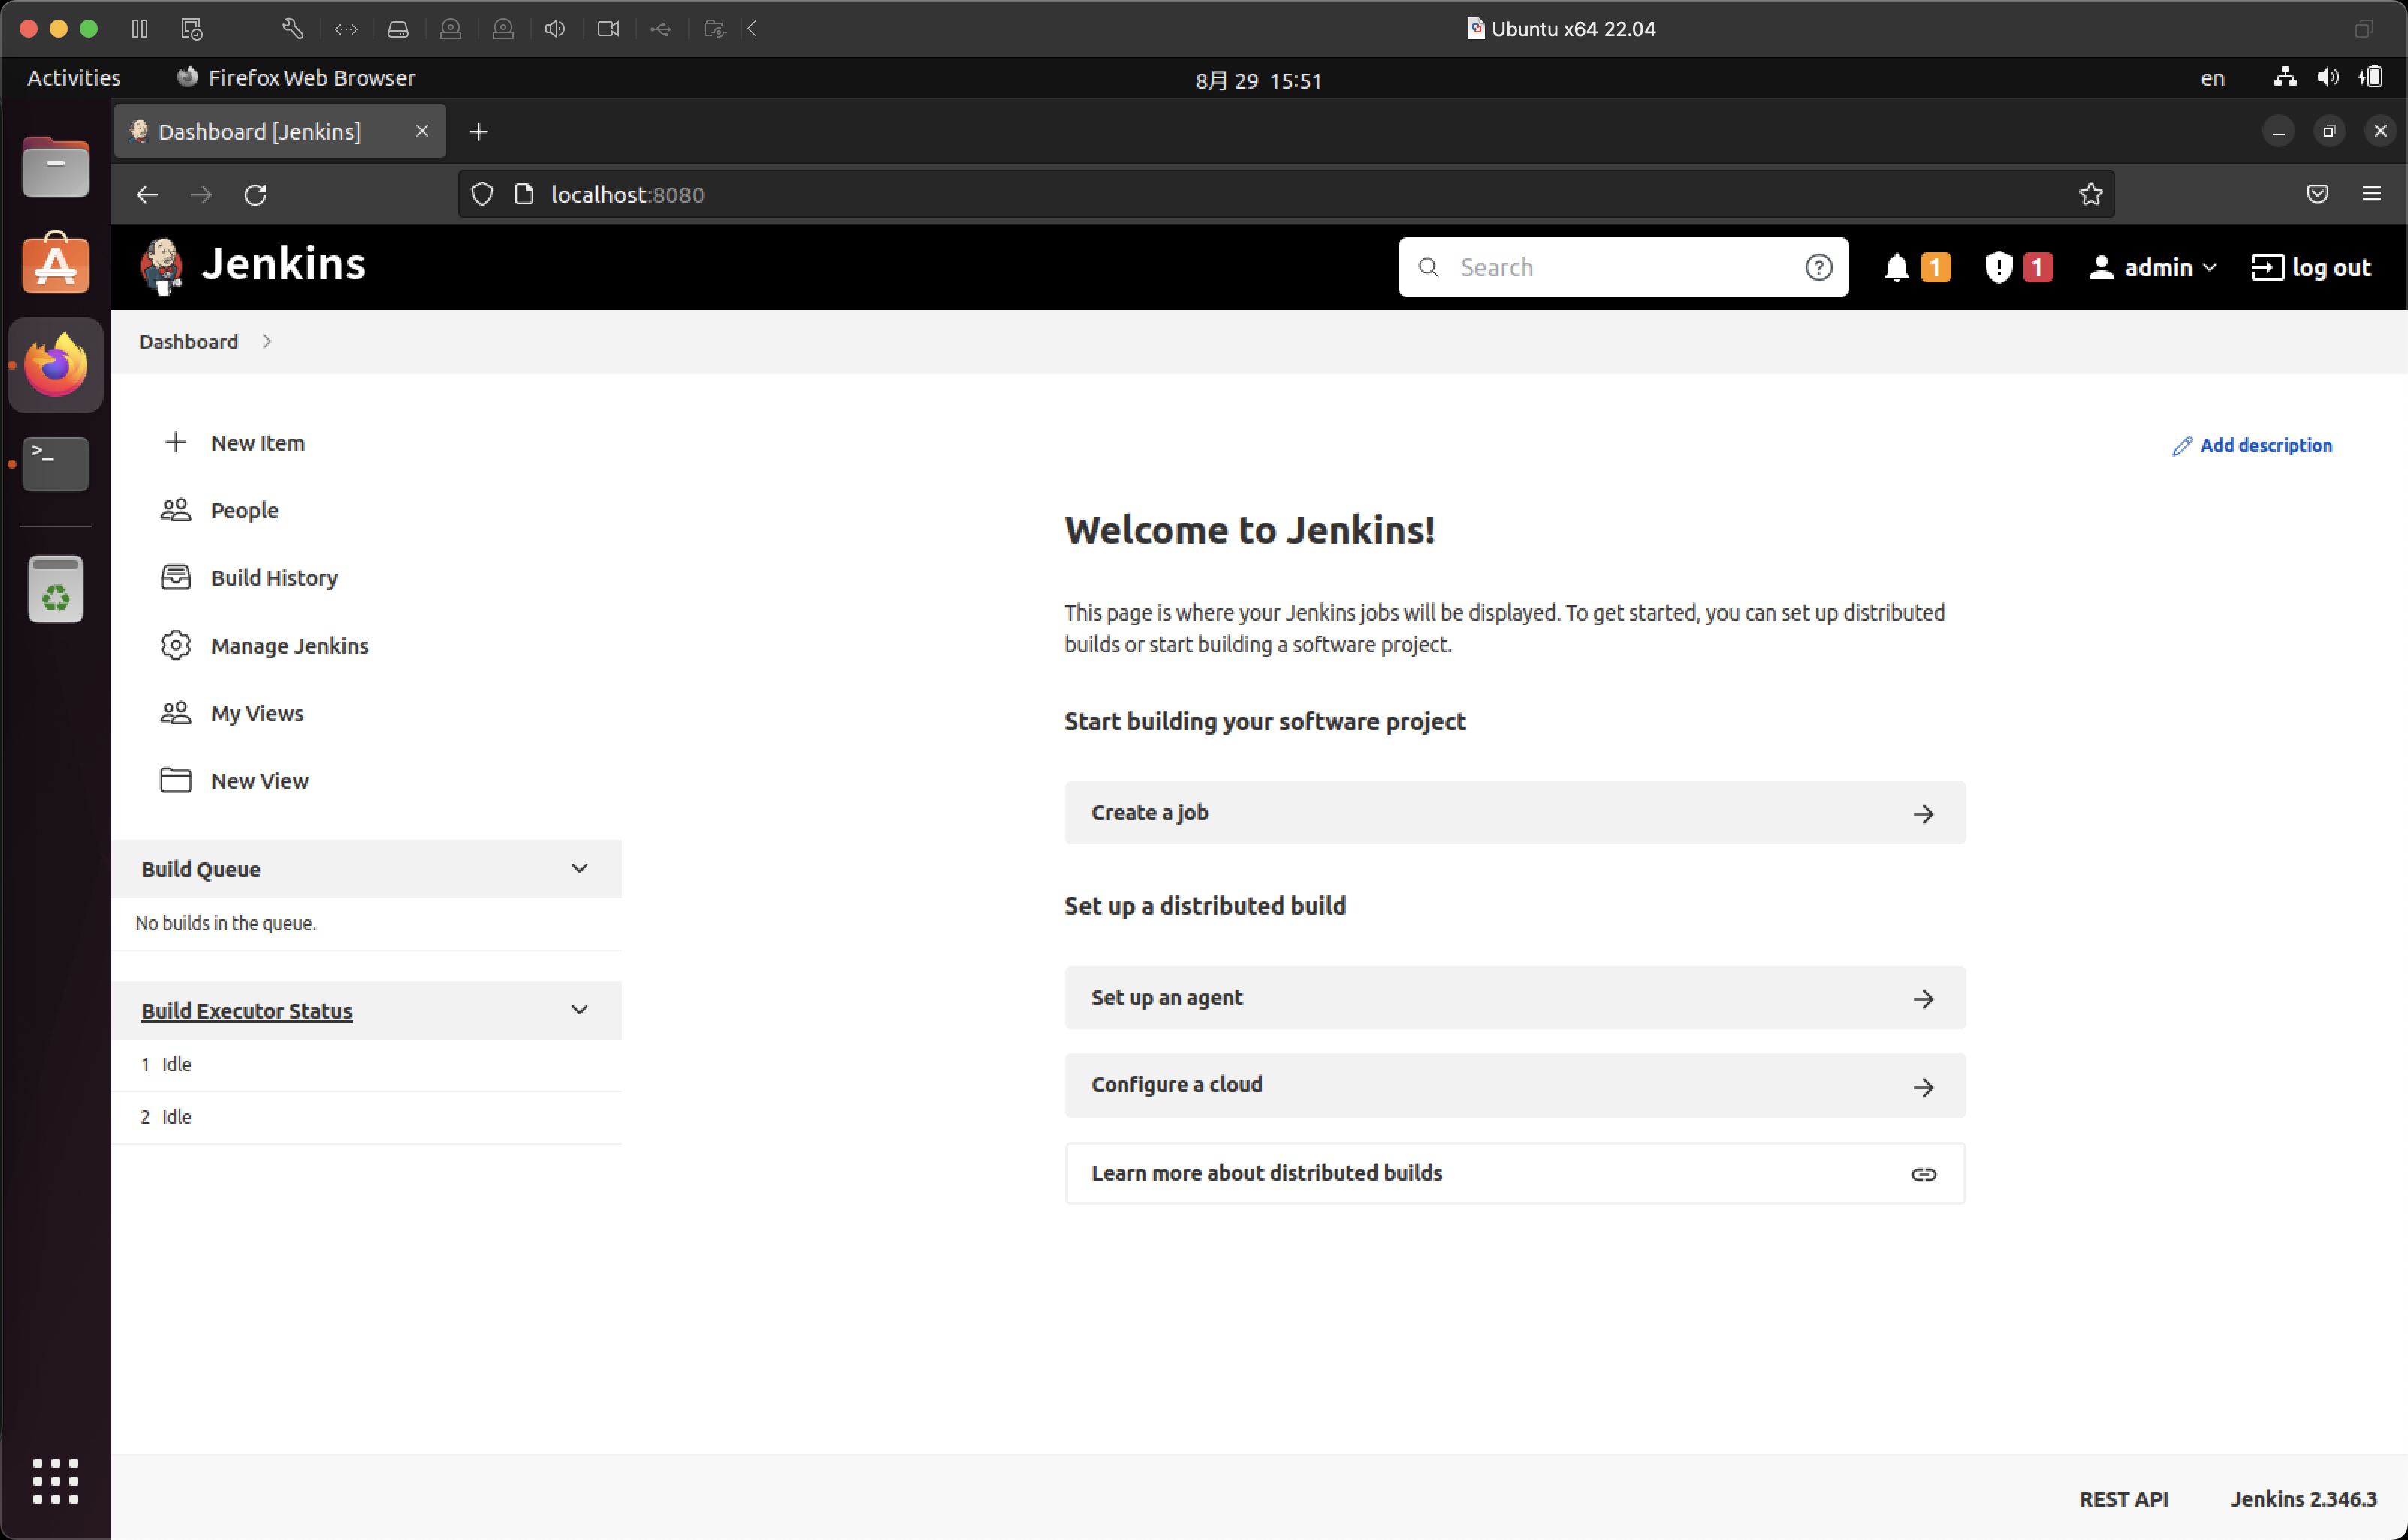 Ubuntu x64 22.04
Activities
Firefox Web Browser
8月 29 15:51
en
Dashboard [Jenkins]
localhost:8080
Jenkins
Search
1
1
admin
log out
Dashboard
New Item
People
Build History
Manage Jenkins
My Views
New View
Build Queue
No builds in the queue.
Build Executor Status
1 Idle
2 Idle
Add description
Welcome to Jenkins!
This page is where your Jenkins jobs will be displayed. To get started, you can set up distributed
builds or start building a software project.
Start building your software project
Create a job
Set up a distributed build
Set up an agent
Configure a cloud
Learn more about distributed builds
REST API
Jenkins 2.346.3